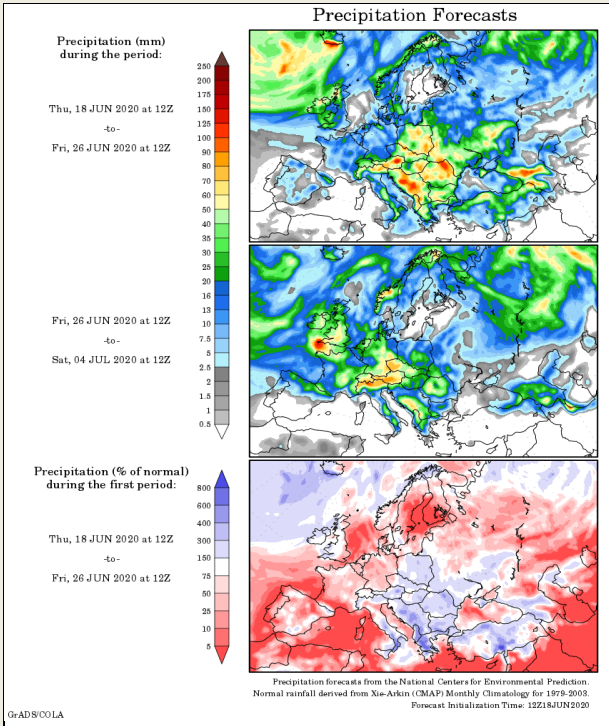 Precipitation Forecasts
Precipitation (mm)
during the period:
Thu, 18 JUN 2020 at 12Z
-to-
Fri, 26 JUN 2020 at 12Z
Fri, 26 JUN 2020 at 12Z
-to-
Sat, 04 JUL 2020 at 12Z
250
200
175
150
125
100
90
80
70
60
50
40
35
30
25
20
16
13
10
7.5
5
2.5
2
1.5
1
0.5
Precipitation (% of normal)
during the first period:
Thu, 18 JUN 2020 at 12Z
-to-
Fri, 26 JUN 2020 at 12Z
800
600
400
300
150
75
50
25
10
5
Precipitation forecasts from the National Centers for Environmental Prediction.
Normal rainfall derived from Xie-Arkin (CMAP) Monthly Climatology for 1979-2003.
Forecast Initialization Time: 12Z18JUN2020
GrADS/COLA